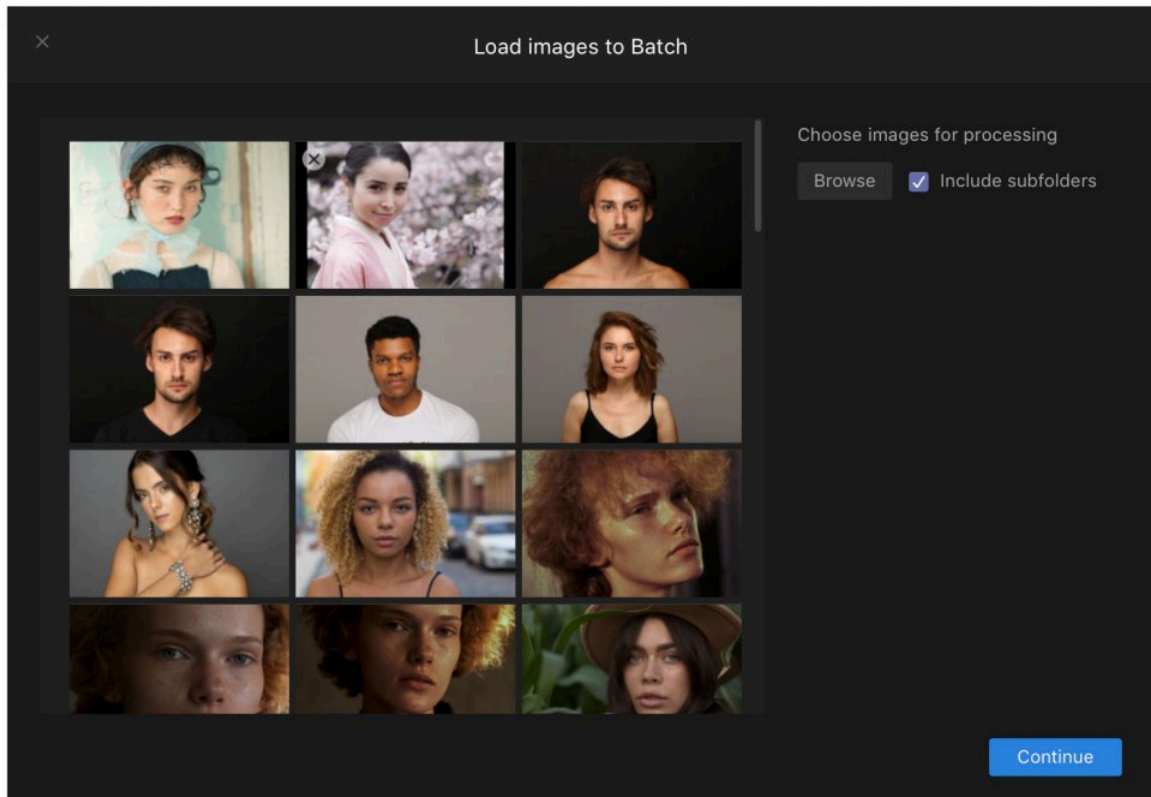 Load images to Batch
Choose images for processing
Browse
Include subfolders
Continue